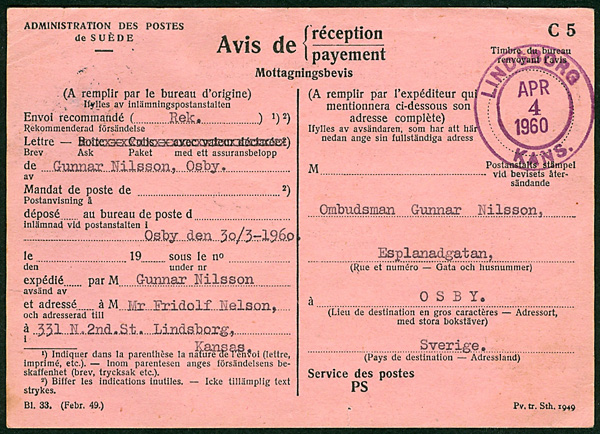 ADMINISTRATION DES POSTES
de SUÈDE
Avis de { réception
payement
Mottagningsbevis
C 5
Timbre du bureau
renvoyant l'avis
LINDSBORG
APR
4
1960
KANS.
(A remplir par le bureau d'origine)
Ifylles av inlämningspostanstalten
Envoi recommandé ( Rek. ) ¹) ²)
Rekommenderad försändelse
Lettre — Boîte — Colis — avec valeur déclarée²)
Brev Ask Paket med ett assuransbelopp
de Gunnar Nilsson, Osby.
av
Mandat de poste de ²)
Postanvisning å
déposé au bureau de poste d
inlämnad vid postanstalten i
Osby den 30/3-1960.
le 19 sous le nº
den under nr
expédié par M Gunnar Nilsson
avsänd av
et adressé à M Mr Fridolf Nelson,
och adresserad till
à 331 N.2nd.St. Lindsborg,
i Kansas.
¹) Indiquer dans la parenthèse la nature de l'envoi (lettre,
imprimé, etc.). — Inom parentesen anges försändelsens be-
skaffenhet (brev, trycksak etc.).
²) Biffer les indications inutiles. — Icke tillämplig text
strykes.
Bl. 33. (Febr. 49.)
(A remplir par l'expéditeur qui
mentionnera ci-dessous son
adresse complète)
Ifylles av avsändaren, som har att här
nedan ange sin fullständiga adress
M
Postanstalts stämpel
vid bevisets åter-
sändande
Ombudsman Gunnar Nilsson,
Esplanadgatan,
(Rue et numéro — Gata och husnummer)
à O S B Y.
(Lieu de destination en gros caractères — Adressort,
med stora bokstäver)
Sverige.
(Pays de destination — Adressland)
Service des postes
PS
Pv. tr. Sth. 1949